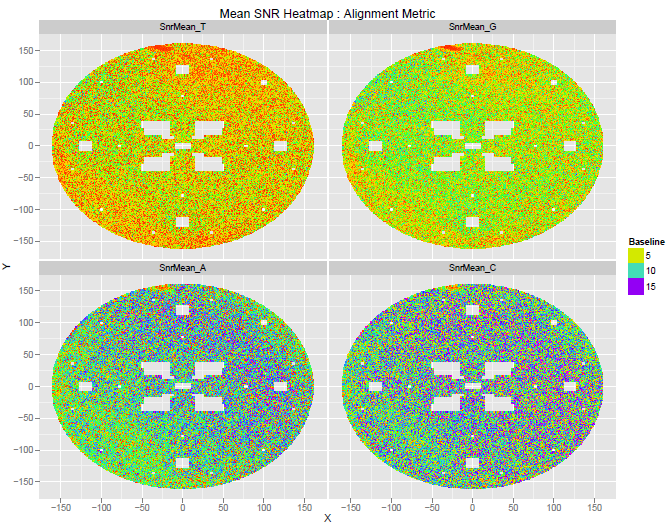 Mean SNR Heatmap : Alignment Metric
SnrMean_T
SnrMean_G
150
100
50
0
−50
−100
−150
Baseline
5
10
15
Y
SnrMean_A
SnrMean_C
150
100
50
0
−50
−100
−150
−150 −100 −50 0 50 100 150
−150 −100 −50 0 50 100 150
X